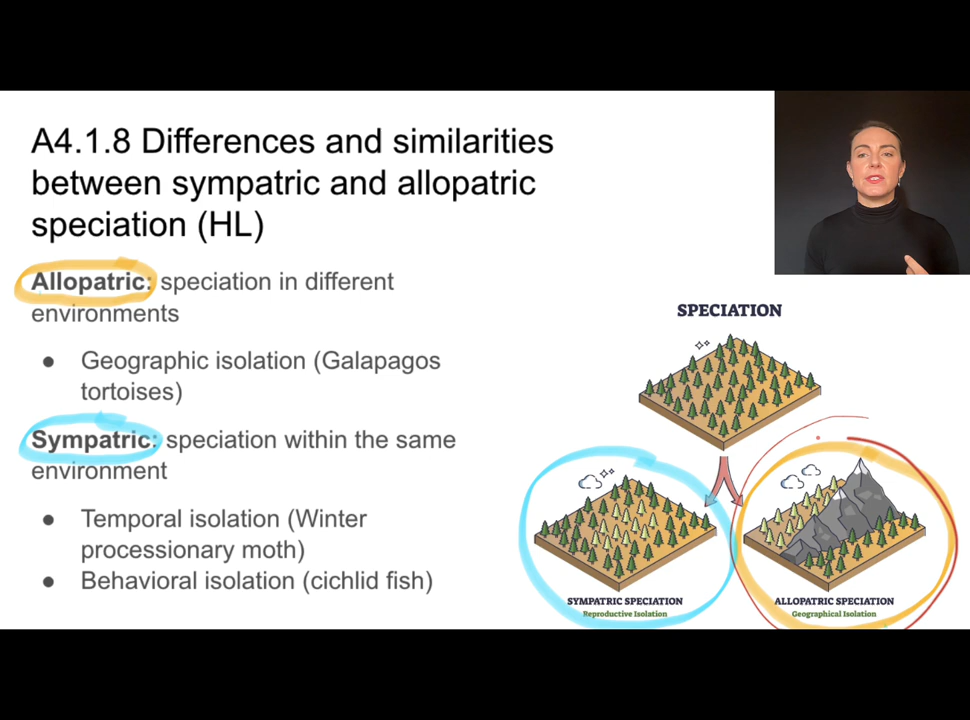 A4.1.8 Differences and similarities
between sympatric and allopatric
speciation (HL)
Allopatric: speciation in different
environments
● Geographic isolation (Galapagos
tortoises)
Sympatric: speciation within the same
environment
● Temporal isolation (Winter
processionary moth)
● Behavioral isolation (cichlid fish)
SPECIATION
SYMPATRIC SPECIATION
Reproductive Isolation
ALLOPATRIC SPECIATION
Geographical Isolation